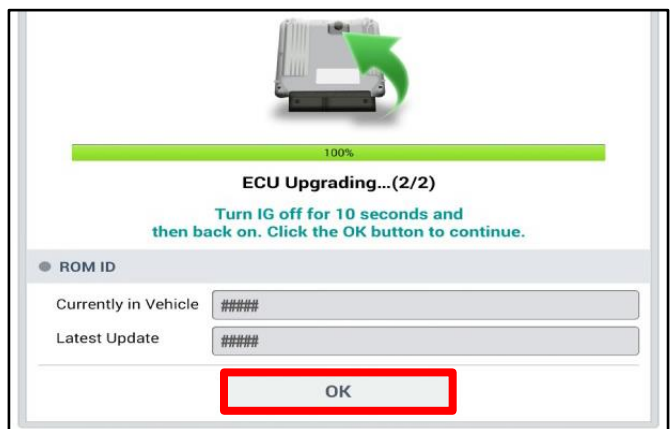 100%
ECU Upgrading...(2/2)
Turn IG off for 10 seconds and
then back on. Click the OK button to continue.
ROM ID
Currently in Vehicle #####
Latest Update #####
OK